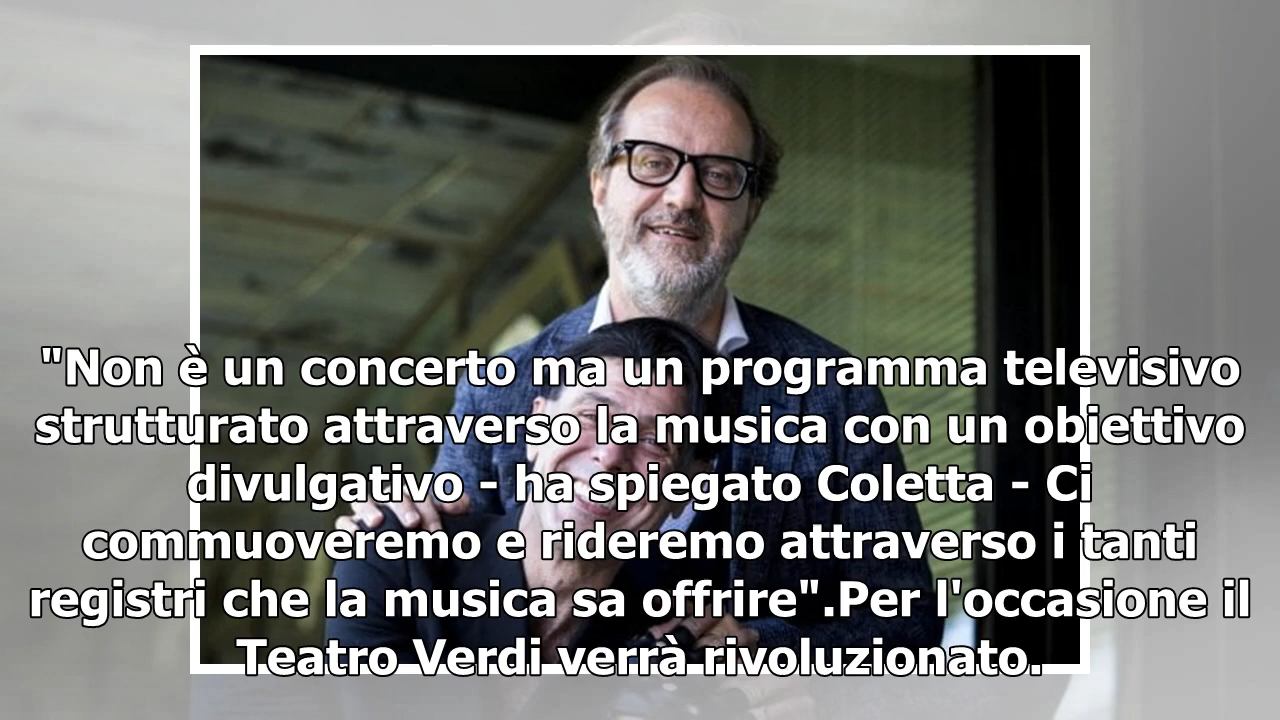 "Non è un concerto ma un programma televisivo
strutturato attraverso la musica con un obiettivo
divulgativo - ha spiegato Coletta - Ci
commuoveremo e rideremo attraverso i tanti
registri che la musica sa offrire".Per l'occasione il
Teatro Verdi verrà rivoluzionato.